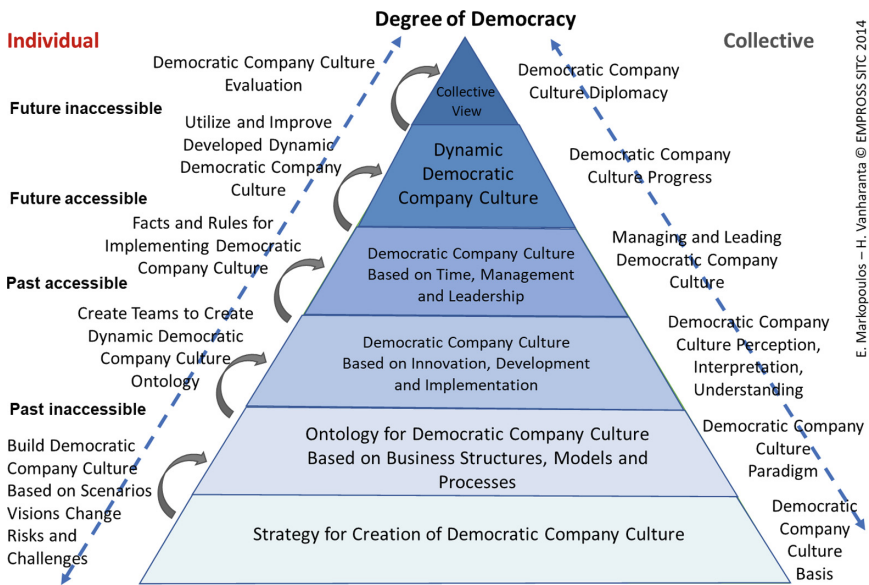 Degree of Democracy
Individual
Collective
Democratic Company Culture
Evaluation
Future inaccessible
Utilize and Improve
Developed Dynamic
Democratic Company
Culture
Future accessible
Facts and Rules for
Implementing Democratic
Company Culture
Past accessible
Create Teams to Create
Dynamic Democratic
Company Culture
Ontology
Past inaccessible
Build Democratic
Company Culture
Based on Scenarios
Visions Change
Risks and
Challenges
Collective
View
Dynamic
Democratic
Company Culture
Democratic Company Culture
Based on Time, Management
and Leadership
Democratic Company Culture
Based on Innovation, Development
and Implementation
Ontology for Democratic Company Culture
Based on Business Structures, Models and
Processes
Strategy for Creation of Democratic Company Culture
Democratic Company
Culture Diplomacy
Democratic Company
Culture Progress
Managing and Leading
Democratic Company
Culture
Democratic Company
Culture Perception,
Interpretation,
Understanding
Democratic Company
Culture
Paradigm
Democratic
Company
Culture
Basis
E. Markopoulos – H. Vanharanta © EMPROSS SITC 2014